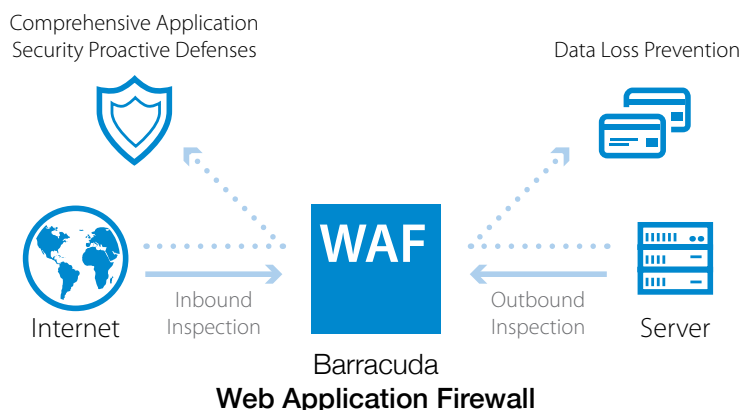 Comprehensive Application
Security Proactive Defenses
Data Loss Prevention
WAF
Inbound
Inspection
Outbound
Inspection
Internet
Server
Barracuda
Web Application Firewall